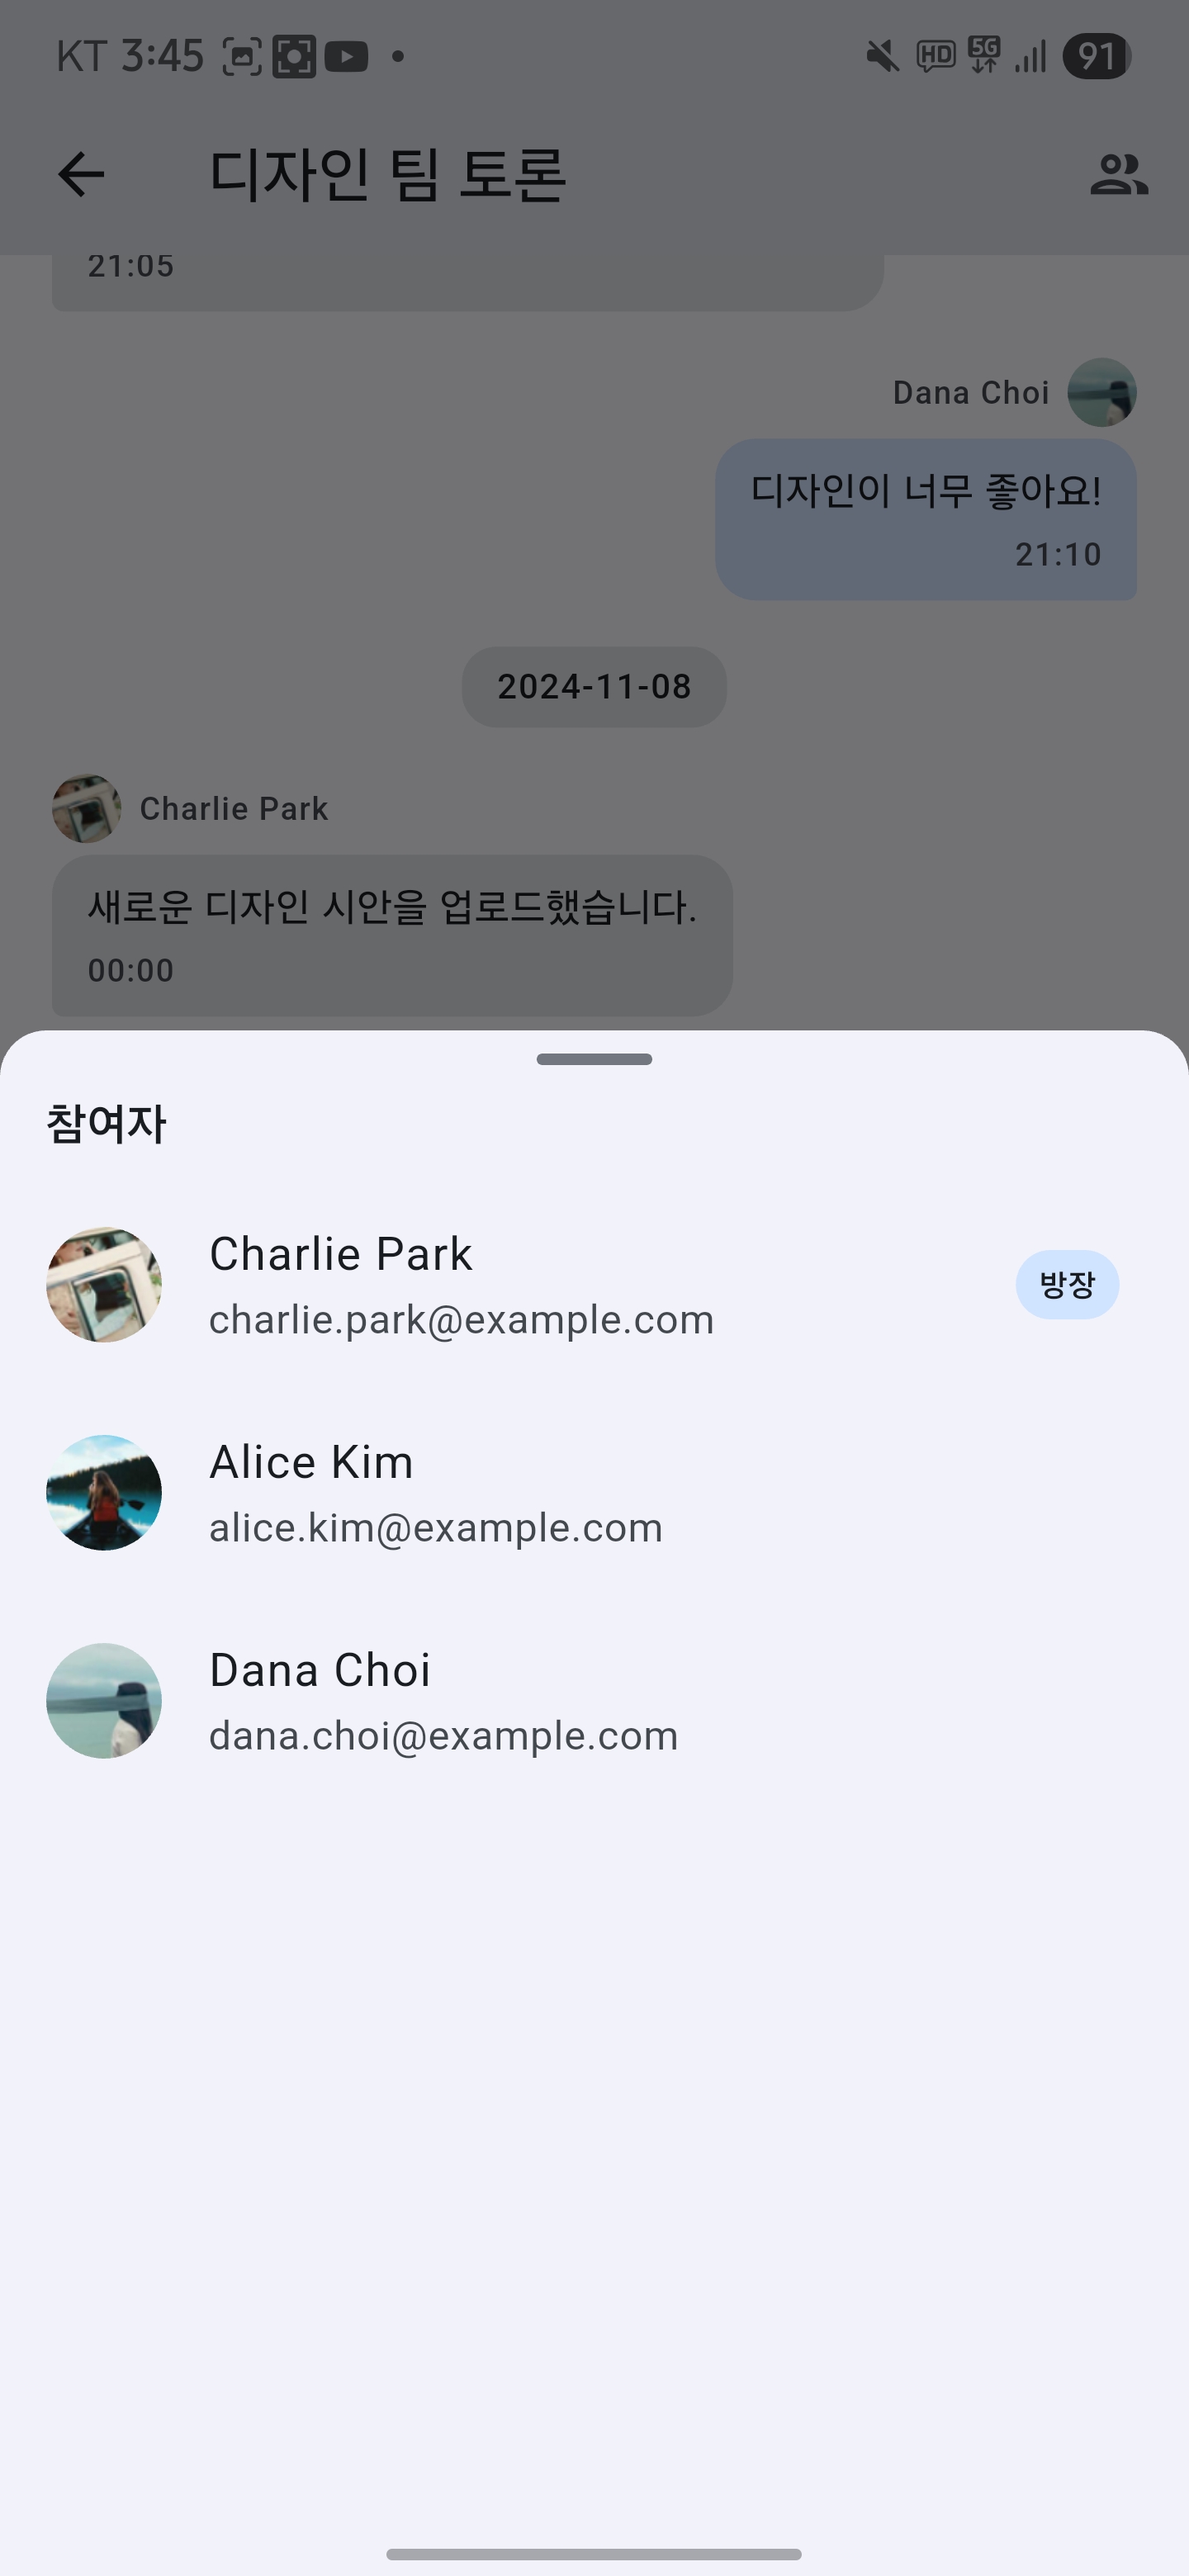 KT 3:45
HD 5G 91
디자인 팀 토론
21:05
Dana Choi
디자인이 너무 좋아요!
21:10
2024-11-08
Charlie Park
새로운 디자인 시안을 업로드했습니다.
00:00
참여자
Charlie Park
charlie.park@example.com
방장
Alice Kim
alice.kim@example.com
Dana Choi
dana.choi@example.com